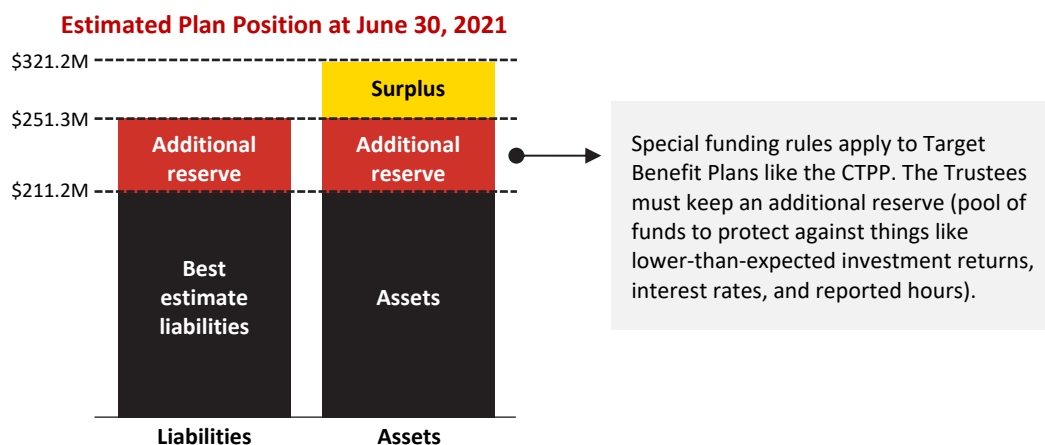 Estimated Plan Position at June 30, 2021
$321.2M
Surplus
$251.3M
Additional
reserve
Additional
reserve
$211.2M
Best
estimate
liabilities
Assets
Liabilities
Assets
Special funding rules apply to Target
Benefit Plans like the CTPP. The Trustees
must keep an additional reserve (pool of
funds to protect against things like
lower-than-expected investment returns,
interest rates, and reported hours).